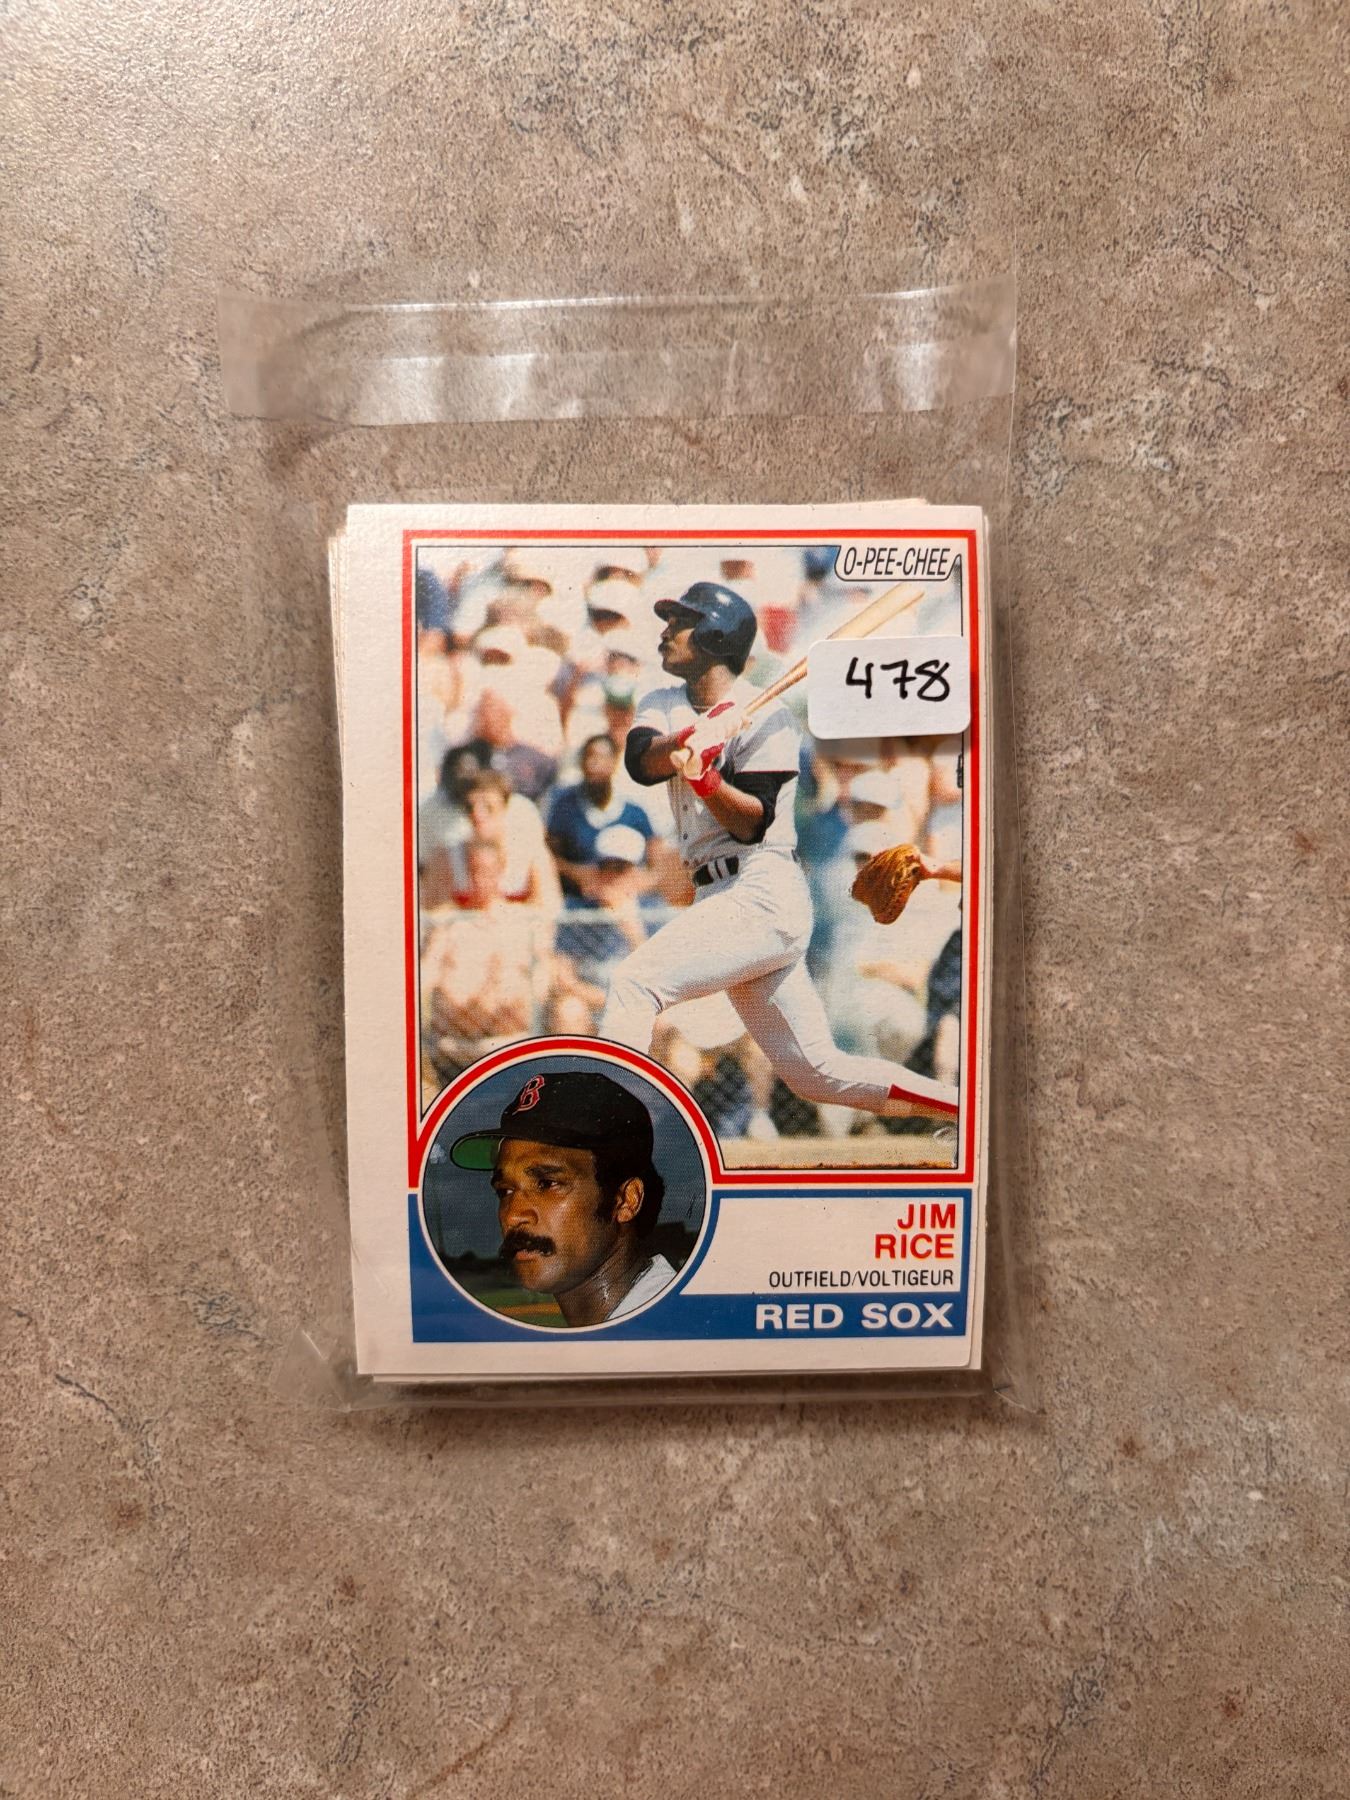 O-PEE-CHEE
478
B
JIM
RICE
OUTFIELD/VOLTIGEUR
RED SOX